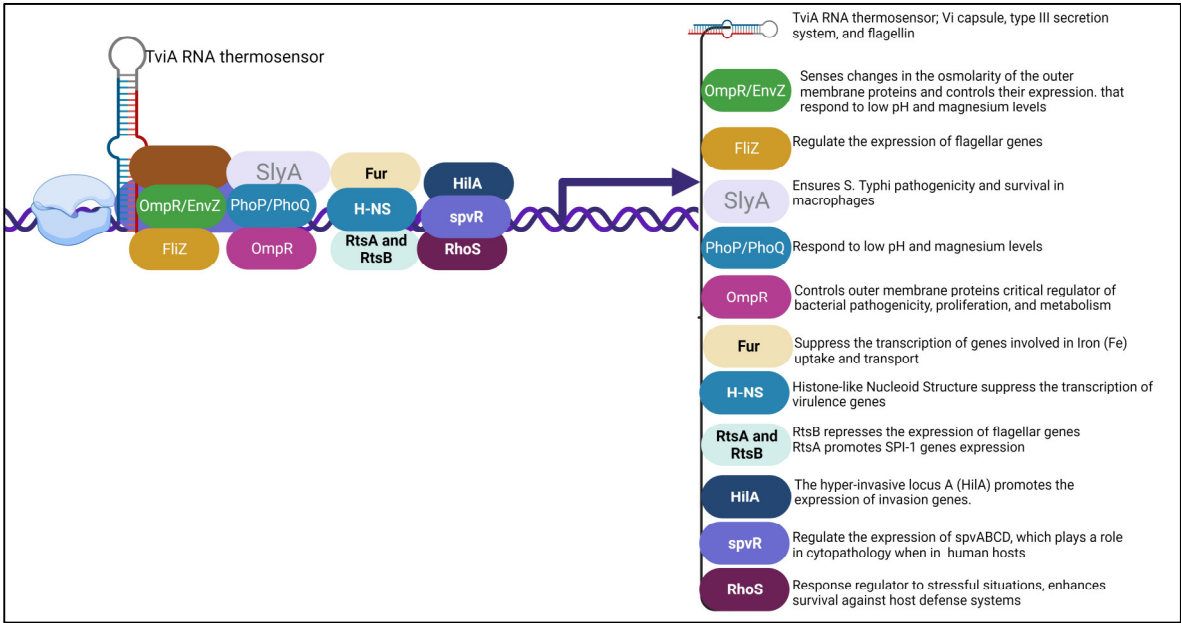 TviA RNA thermosensor
SlyA
Fur
HilA
OmpR/EnvZ
PhoP/PhoQ
H-NS
spvR
FliZ
OmpR
RtsA and
RtsB
RhoS
TviA RNA thermosensor; Vi capsule, type III secretion
system, and flagellin
OmpR/EnvZ
Senses changes in the osmolarity of the outer
membrane proteins and controls their expression. that
respond to low pH and magnesium levels
FliZ
Regulate the expression of flagellar genes
SlyA
Ensures S. Typhi pathogenicity and survival in
macrophages
PhoP/PhoQ
Respond to low pH and magnesium levels
OmpR
Controls outer membrane proteins critical regulator of
bacterial pathogenicity, proliferation, and metabolism
Fur
Suppress the transcription of genes involved in Iron (Fe)
uptake and transport
H-NS
Histone-like Nucleoid Structure suppress the transcription of
virulence genes
RtsA and
RtsB
RtsB represses the expression of flagellar genes
RtsA promotes SPI-1 genes expression
HilA
The hyper-invasive locus A (HilA) promotes the
expression of invasion genes.
spvR
Regulate the expression of spvABCD, which plays a role
in cytopathology when in human hosts
RhoS
Response regulator to stressful situations, enhances
survival against host defense systems